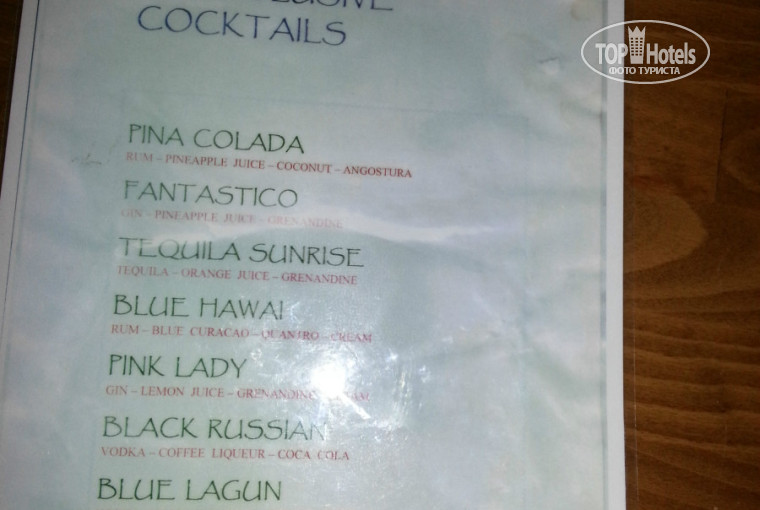 COCKTAILS
TOP Hotels
ФОТО ТУРИСТА
PINA COLADA
RUM – PINEAPPLE JUICE – COCONUT – ANGOSTURA
FANTASTICO
GIN – PINEAPPLE JUICE – GRENANDINE
TEQUILA SUNRISE
TEQUILA – ORANGE JUICE – GRENANDINE
BLUE HAWAI
RUM – BLUE CURACAO – QUANTRO – CREAM
PINK LADY
GIN – LEMON JUICE – GRENANDINE
BLACK RUSSIAN
VODKA – COFFEE LIQUEUR – COCA COLA
BLUE LAGUN